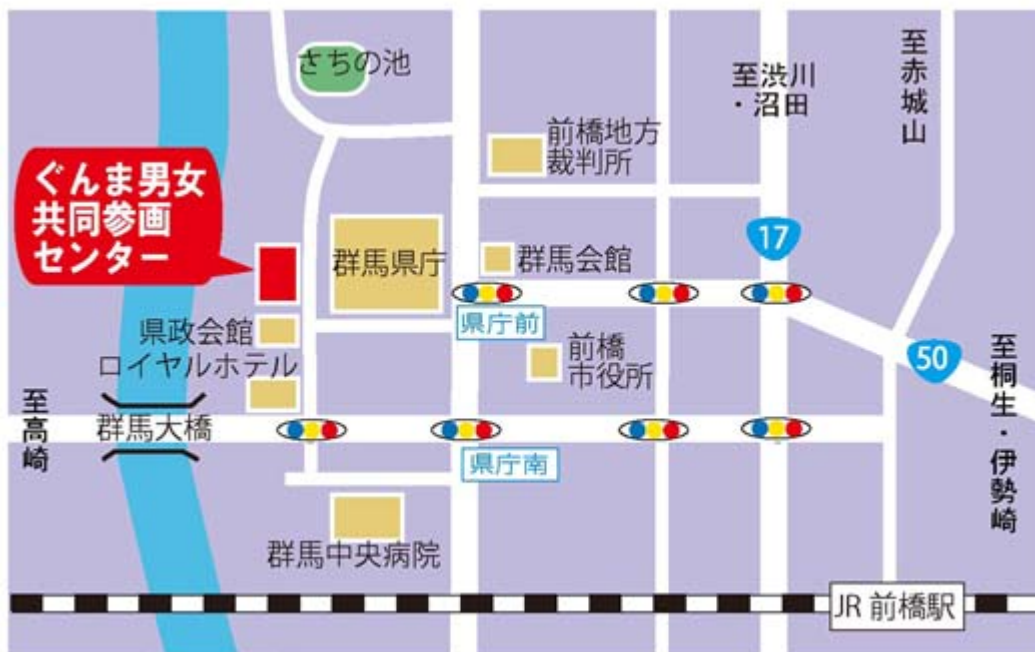 さちの池
至渋川
・沼田
至赤城山
前橋地方
裁判所
ぐんま男女
共同参画
センター
17
群馬県庁
群馬会館
県庁前
県政会館
ロイヤルホテル
前橋
市役所
50
至桐生・伊勢崎
至高崎
群馬大橋
県庁南
群馬中央病院
JR 前橋駅